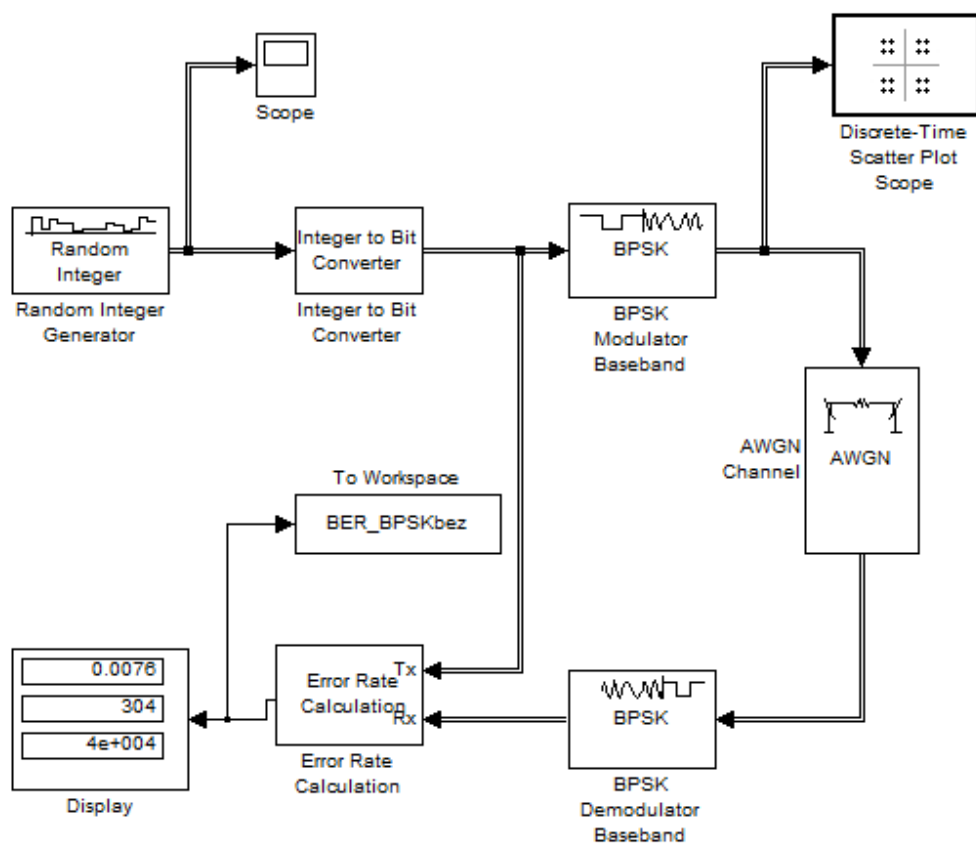 Scope
Discrete-Time
Scatter Plot
Scope
Random
Integer
Random Integer
Generator
Integer to Bit
Converter
Integer to Bit
Converter
BPSK
BPSK
Modulator
Baseband
AWGN
Channel
AWGN
To Workspace
BER_BPSKbez
0.0076
304
4e+004
Display
Tx
Error Rate
Calculation
Rx
Error Rate
Calculation
BPSK
BPSK
Demodulator
Baseband